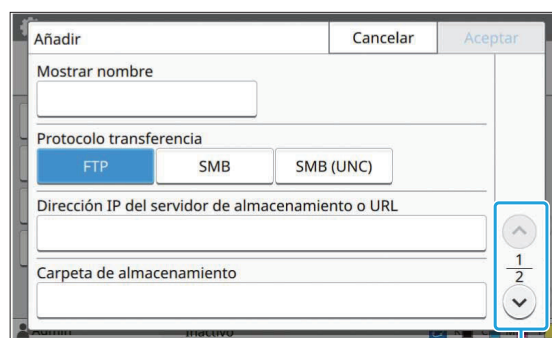 Añadir Cancelar Aceptar
Mostrar nombre
Protocolo transferencia
FTP SMB SMB (UNC)
Dirección IP del servidor de almacenamiento o URL
1
2
Carpeta de almacenamiento
Admin Inactivo